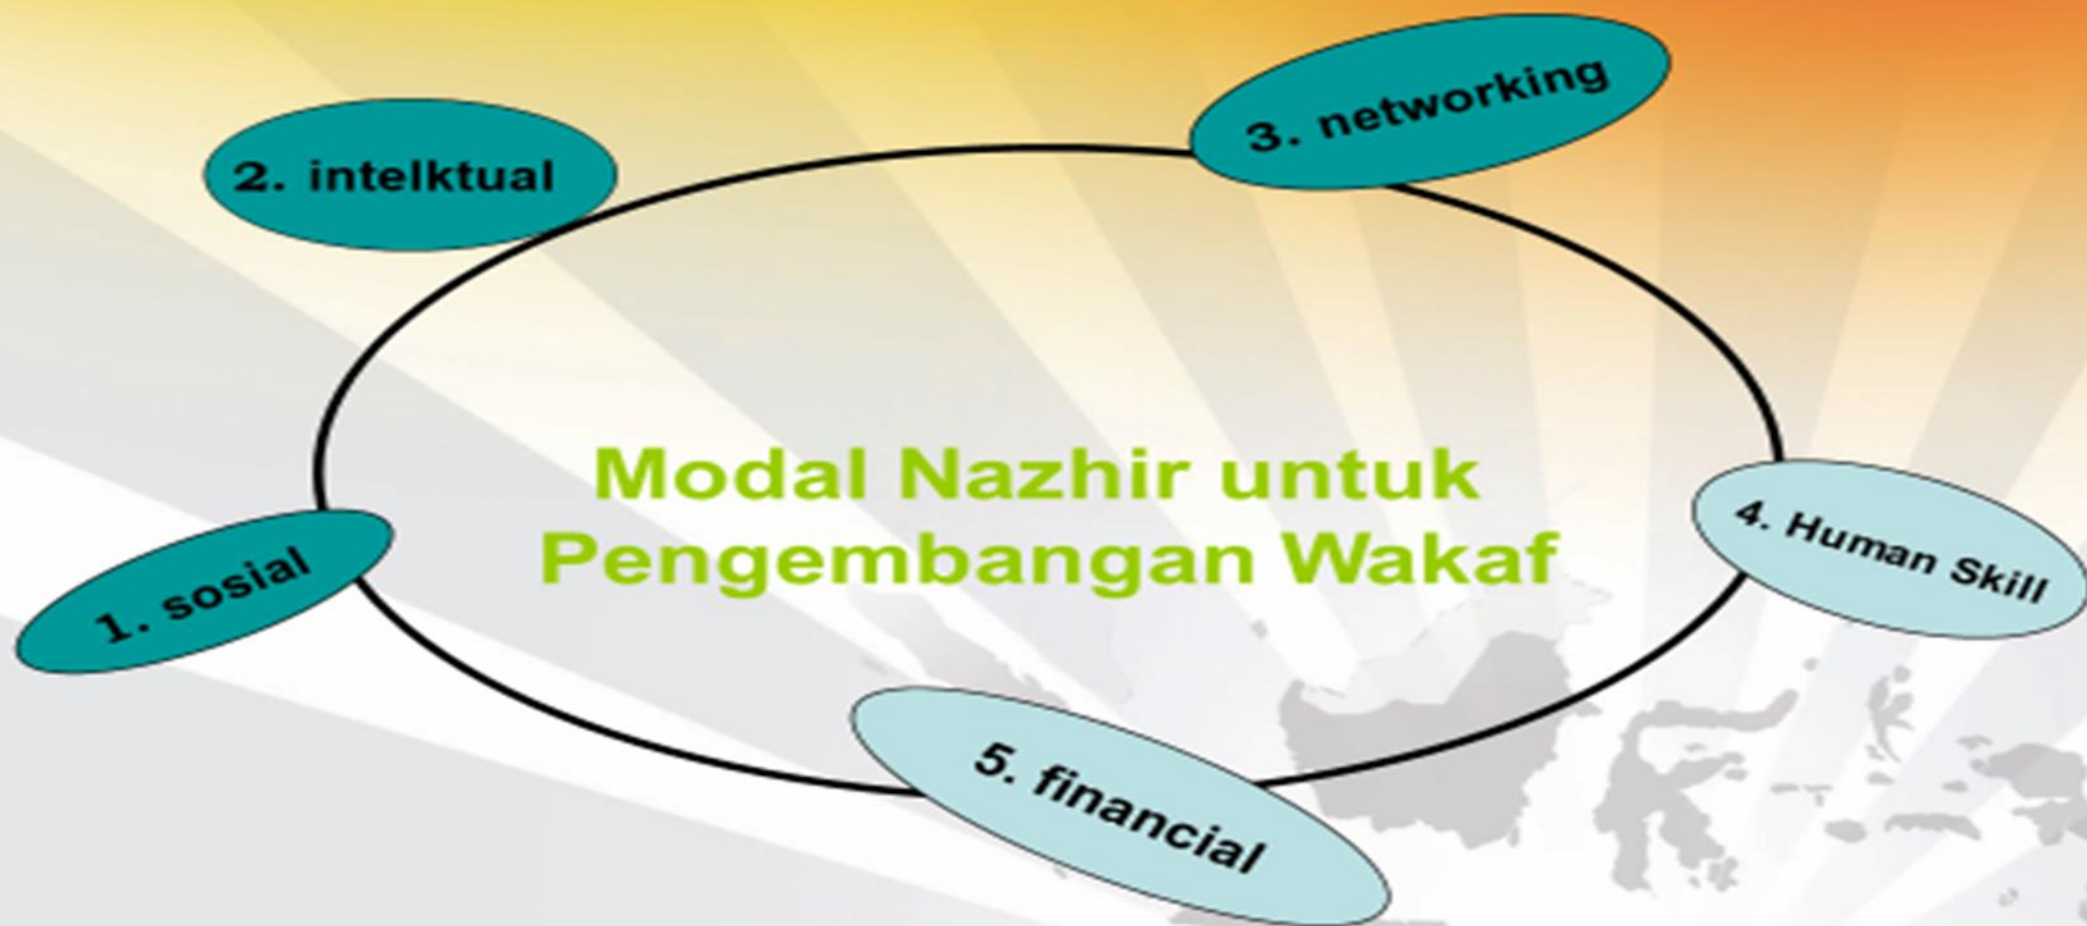 3. networking
2. intelktual
Modal Nazhir untuk
Pengembangan Wakaf
4. Human Skill
1. sosial
5. financial